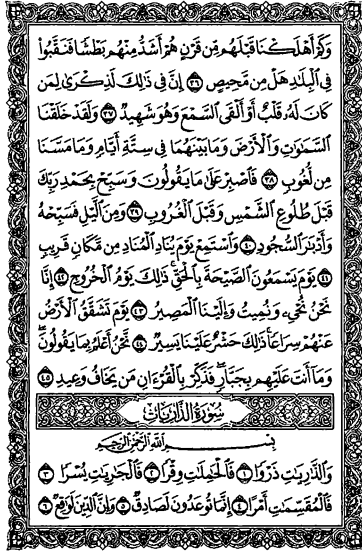 وَكَمْ أَهْلَكْنَا قَبْلَهُم مِّن قَرْنٍ هُمْ أَشَدُّ مِنْهُم بَطْشًا فَنَقَّبُوا۟
فِى ٱلْبِلَٰدِ هَلْ مِن مَّحِيصٍ ٣٦ إِنَّ فِى ذَٰلِكَ لَذِكْرَىٰ لِمَن
كَانَ لَهُۥ قَلْبٌ أَوْ أَلْقَى ٱلسَّمْعَ وَهُوَ شَهِيدٌ ٣٧ وَلَقَدْ خَلَقْنَا
ٱلسَّمَٰوَٰتِ وَٱلْأَرْضَ وَمَا بَيْنَهُمَا فِى سِتَّةِ أَيَّامٍ وَمَا مَسَّنَا
مِن لُّغُوبٍ ٣٨ فَٱصْبِرْ عَلَىٰ مَا يَقُولُونَ وَسَبِّحْ بِحَمْدِ رَبِّكَ
قَبْلَ طُلُوعِ ٱلشَّمْسِ وَقَبْلَ ٱلْغُرُوبِ ٣٩ وَمِنَ ٱلَّيْلِ فَسَبِّحْهُ
وَأَدْبَٰرَ ٱلسُّجُودِ ٤٠ وَٱسْتَمِعْ يَوْمَ يُنَادِ ٱلْمُنَادِ مِن مَّكَانٍ قَرِيبٍ
٤١ يَوْمَ يَسْمَعُونَ ٱلصَّيْحَةَ بِٱلْحَقِّ ذَٰلِكَ يَوْمُ ٱلْخُرُوجِ ٤٢ إِنَّا
نَحْنُ نُحْىِۦ وَنُمِيتُ وَإِلَيْنَا ٱلْمَصِيرُ ٤٣ يَوْمَ تَشَقَّقُ ٱلْأَرْضُ
عَنْهُمْ سِرَاعًا ذَٰلِكَ حَشْرٌ عَلَيْنَا يَسِيرٌ ٤٤ نَّحْنُ أَعْلَمُ بِمَا يَقُولُونَ
وَمَآ أَنتَ عَلَيْهِم بِجَبَّارٍ فَذَكِّرْ بِٱلْقُرْءَانِ مَن يَخَافُ وَعِيدِ ٤٥
سُورَةُ الذَّارِيَاتِ
بِسْمِ ٱللَّهِ ٱلرَّحْمَٰنِ ٱلرَّحِيمِ
وَٱلذَّٰرِيَٰتِ ذَرْوًا ١ فَٱلْحَٰمِلَٰتِ وِقْرًا ٢ فَٱلْجَٰرِيَٰتِ يُسْرًا ٣
فَٱلْمُقَسِّمَٰتِ أَمْرًا ٤ إِنَّمَا تُوعَدُونَ لَصَادِقٌ ٥ وَإِنَّ ٱلدِّينَ لَوَٰقِعٌ ٦